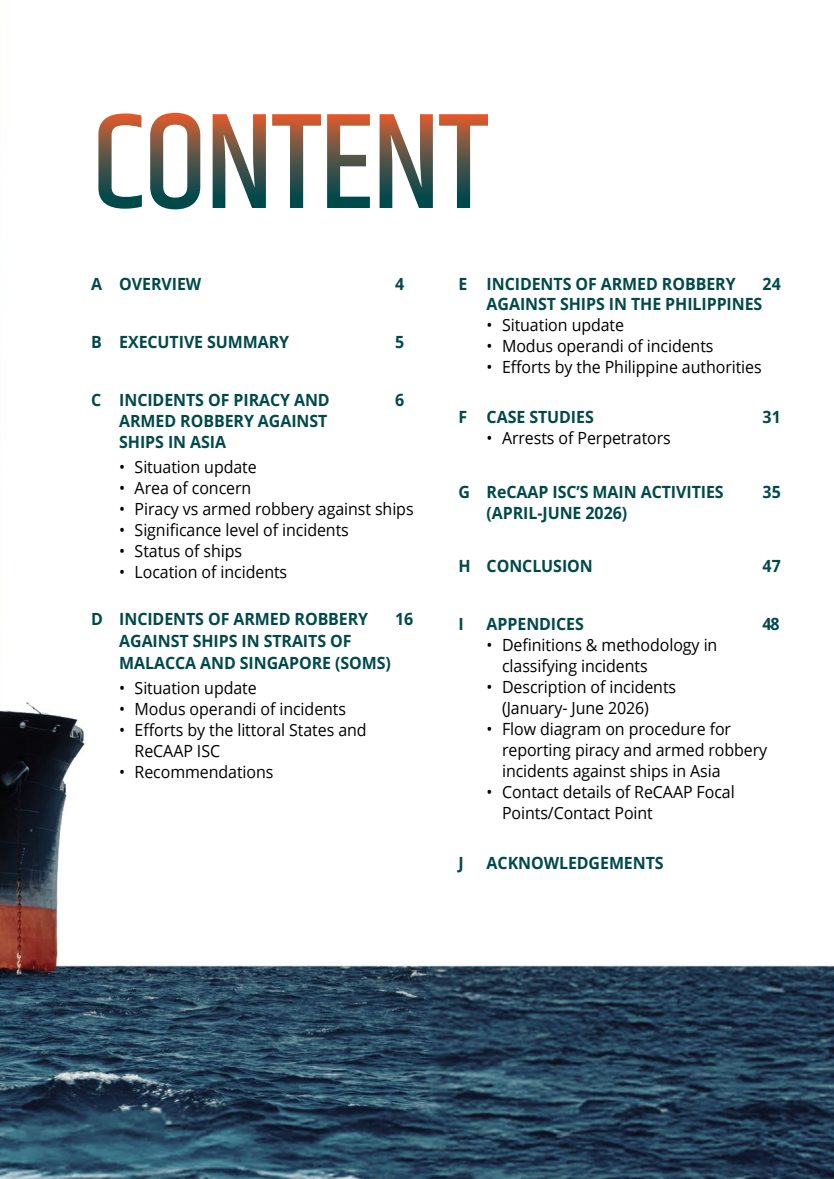 CONTENT
A OVERVIEW 4
B EXECUTIVE SUMMARY 5
C INCIDENTS OF PIRACY AND 6
ARMED ROBBERY AGAINST
SHIPS IN ASIA
• Situation update
• Area of concern
• Piracy vs armed robbery against ships
• Significance level of incidents
• Status of ships
• Location of incidents
D INCIDENTS OF ARMED ROBBERY 16
AGAINST SHIPS IN STRAITS OF
MALACCA AND SINGAPORE (SOMS)
• Situation update
• Modus operandi of incidents
• Efforts by the littoral States and
ReCAAP ISC
• Recommendations
E INCIDENTS OF ARMED ROBBERY 24
AGAINST SHIPS IN THE PHILIPPINES
• Situation update
• Modus operandi of incidents
• Efforts by the Philippine authorities
F CASE STUDIES 31
• Arrests of Perpetrators
G ReCAAP ISC’S MAIN ACTIVITIES 35
(APRIL-JUNE 2026)
H CONCLUSION 47
I APPENDICES 48
• Definitions & methodology in
classifying incidents
• Description of incidents
(January- June 2026)
• Flow diagram on procedure for
reporting piracy and armed robbery
incidents against ships in Asia
• Contact details of ReCAAP Focal
Points/Contact Point
J ACKNOWLEDGEMENTS